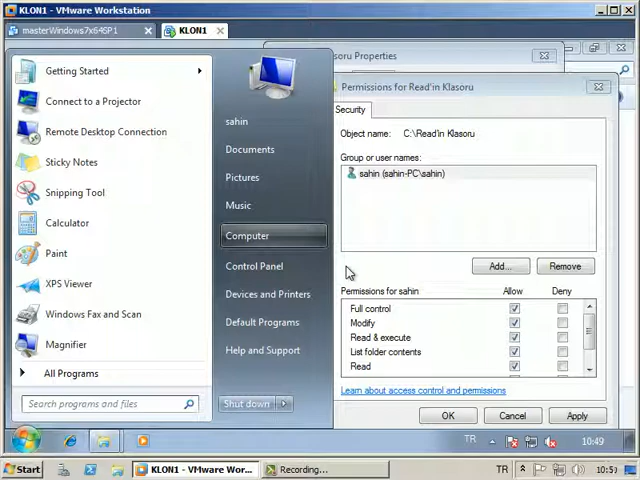 KLON1 - VMware Workstation
masterWindows7x64SP1
KLON1
Getting Started
Connect to a Projector
Remote Desktop Connection
Sticky Notes
Snipping Tool
Calculator
Paint
XPS Viewer
Windows Fax and Scan
Magnifier
All Programs
Search programs and files
sahin
Documents
Pictures
Music
Computer
Control Panel
Devices and Printers
Default Programs
Help and Support
Shut down
asoru Properties
Permissions for Read'in Klasoru
Security
Object name: C:\Read'in Klasoru
Group or user names:
sahin (sahin-PC\sahin)
Add... Remove
Permissions for sahin Allow Deny
Full control
Modify
Read & execute
List folder contents
Read
Learn about access control and permissions
OK Cancel Apply
TR 10:49
Start KLON1 - VMware Wor... Recording... TR